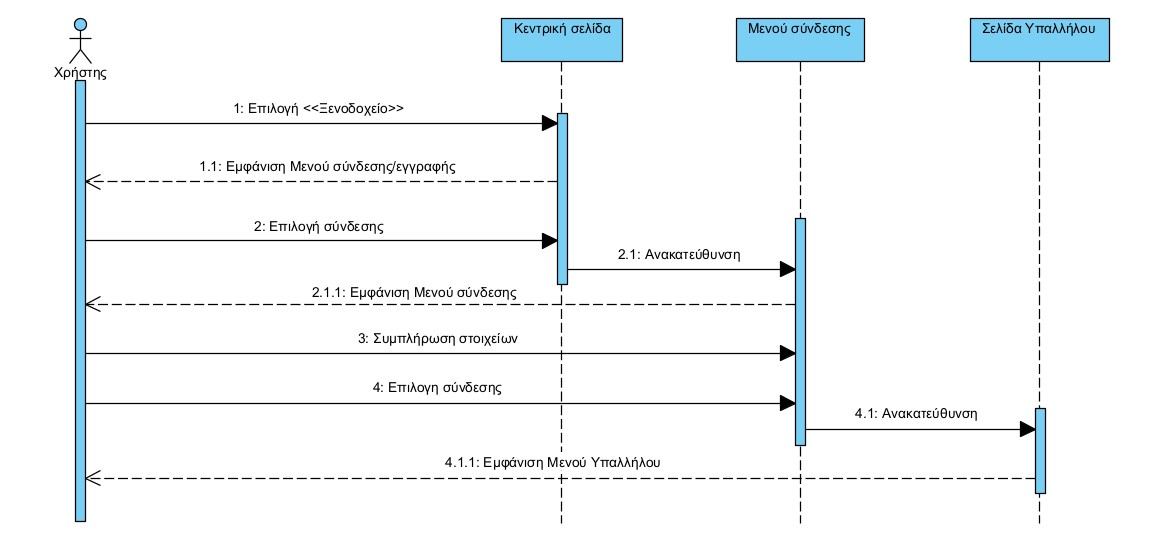 Χρήστης
Κεντρική σελίδα
Μενού σύνδεσης
Σελίδα Υπαλλήλου
1: Επιλογή <<Ξενοδοχείο>>
1.1: Εμφάνιση Μενού σύνδεσης/εγγραφής
2: Επιλογή σύνδεσης
2.1: Ανακατεύθυνση
2.1.1: Εμφάνιση Μενού σύνδεσης
3: Συμπλήρωση στοιχείων
4: Επιλογη σύνδεσης
4.1: Ανακατεύθυνση
4.1.1: Εμφάνιση Μενού Υπαλλήλου